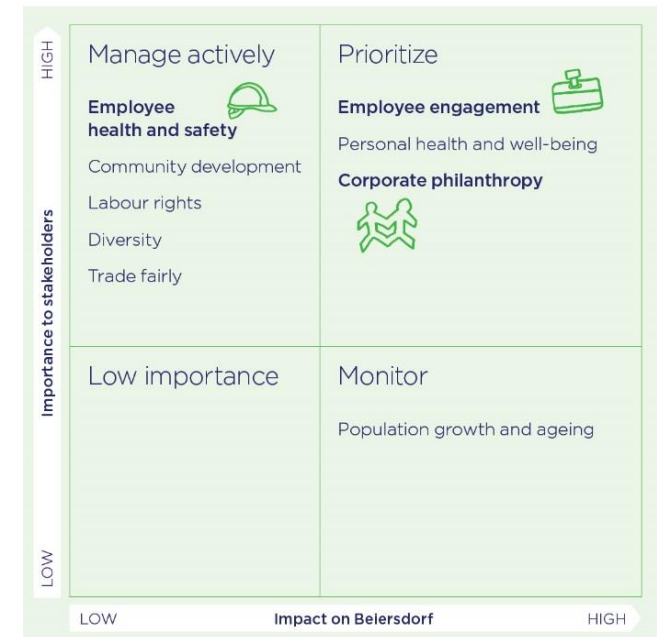 HIGH
Importance to stakeholders
LOW
Manage actively
Employee
health and safety
Community development
Labour rights
Diversity
Trade fairly
Prioritize
Employee engagement
Personal health and well-being
Corporate philanthropy
Low importance
Monitor
Population growth and ageing
LOW
Impact on Beiersdorf
HIGH